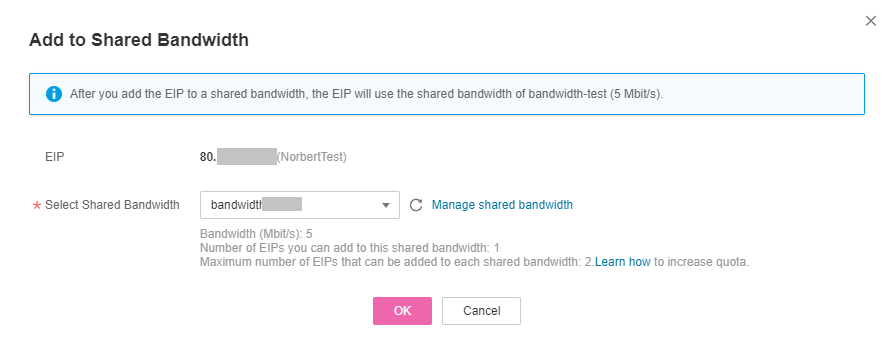 Add to Shared Bandwidth
After you add the EIP to a shared bandwidth, the EIP will use the shared bandwidth of bandwidth-test (5 Mbit/s).
EIP 80. (NorbertTest)
* Select Shared Bandwidth bandwidth Manage shared bandwidth
Bandwidth (Mbit/s): 5
Number of EIPs you can add to this shared bandwidth: 1
Maximum number of EIPs that can be added to each shared bandwidth: 2.Learn how to increase quota.
OK Cancel